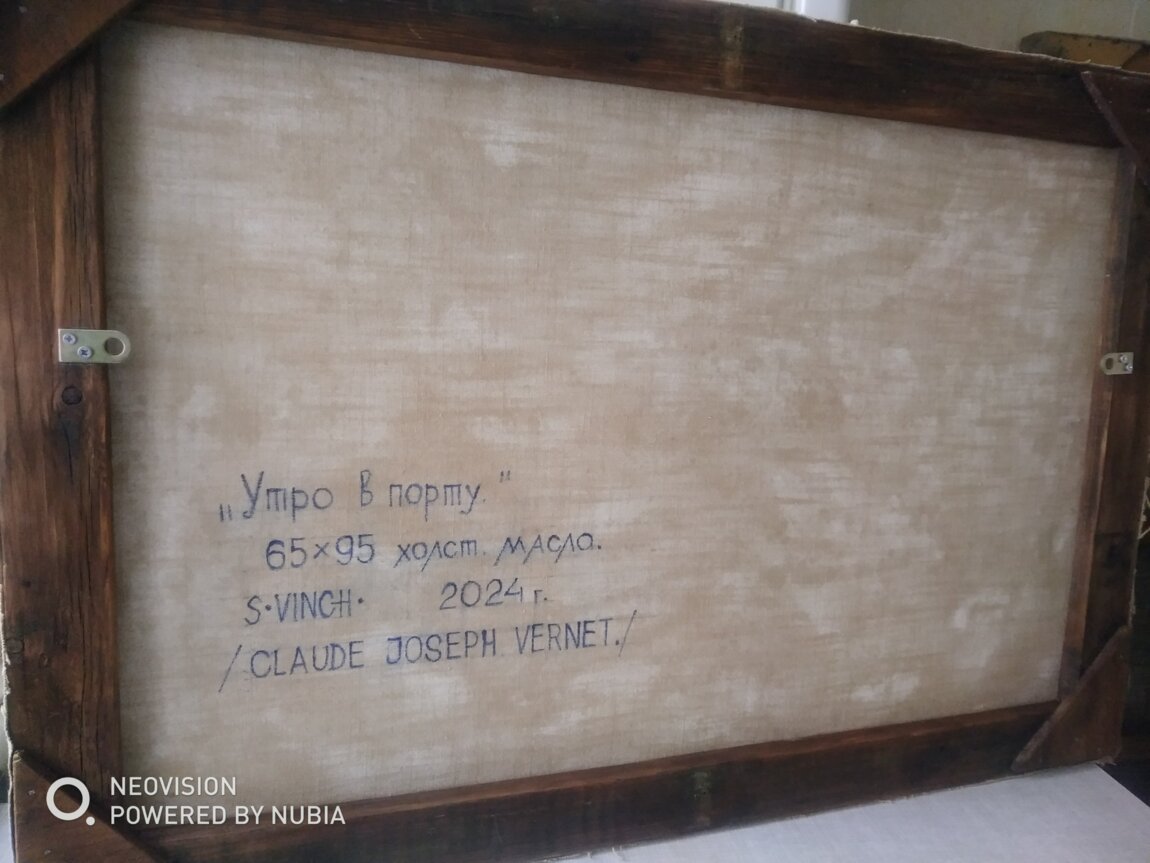 „Утро в порту."
65×95 холст. масло.
S·VINCH· 2024 г.
/CLAUDE JOSEPH VERNET./
NEOVISION
POWERED BY NUBIA